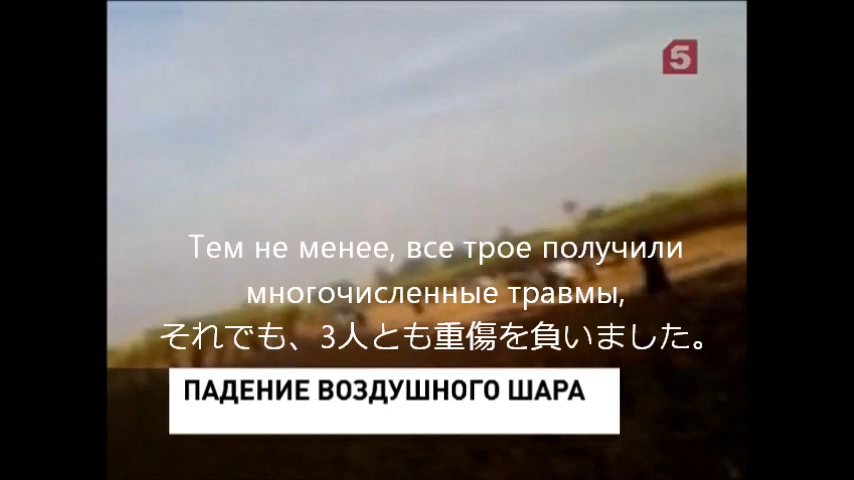 5
Тем не менее, все трое получили
многочисленные травмы,
それでも、3人とも重傷を負いました。
ПАДЕНИЕ ВОЗДУШНОГО ШАРА